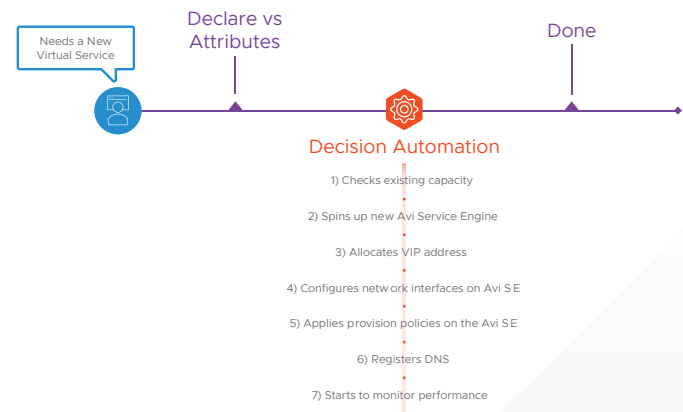 Needs a New
Virtual Service
Declare vs
Attributes
Done
Decision Automation
1) Checks existing capacity
2) Spins up new Avi Service Engine
3) Allocates VIP address
4) Configures network interfaces on Avi SE
5) Applies provision policies on the Avi SE
6) Registers DNS
7) Starts to monitor performance